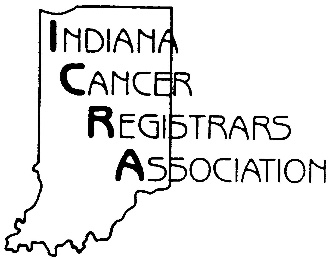 INDIANA
CANCER
REGISTRARS
ASSOCIATION